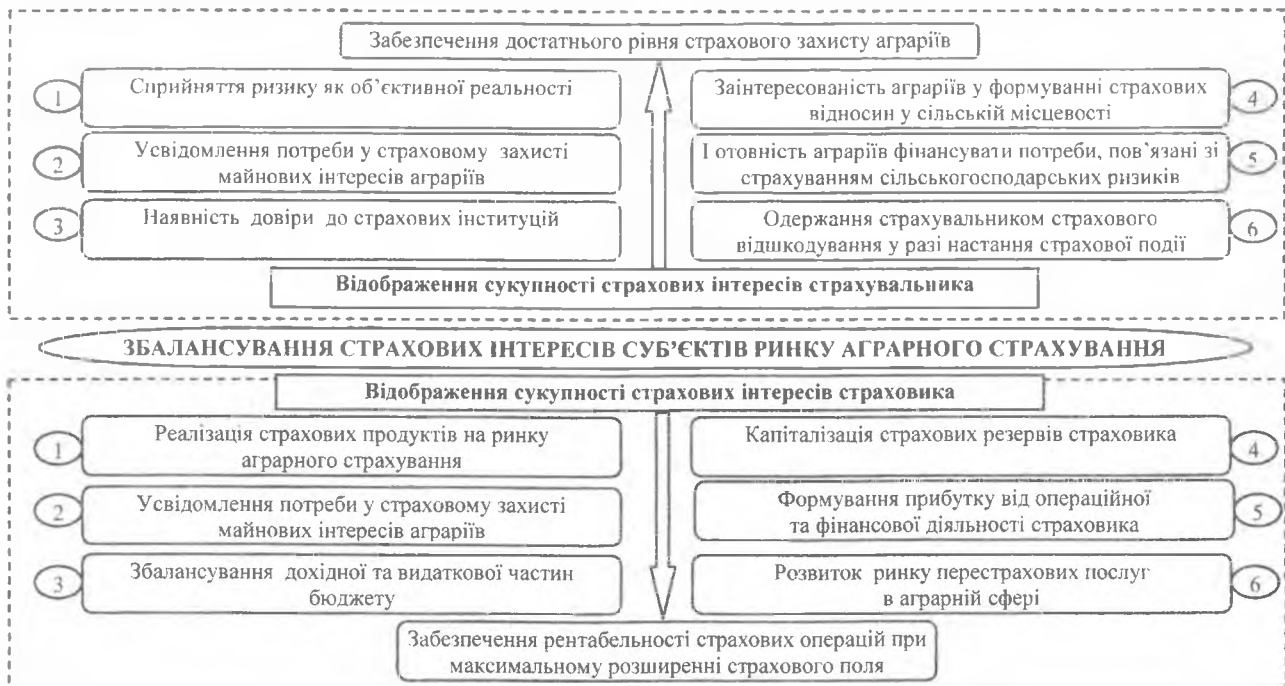 Забезпечення достатнього рівня страхового захисту аграріїв
1
Сприйняття ризику як об’єктивної реальності
2
Усвідомлення потреби у страховому захисті
майнових інтересів аграріїв
3
Наявність довіри до страхових інституцій
Заінтересованість аграріїв у формуванні страхових
відносин у сільській місцевості
4
І отовність аграріїв фінансувати потреби, пов’язані зі
страхуванням сільськогосподарських ризиків
5
Одержання страхувальником страхового
відшкодування у разі настання страхової події
6
Відображення сукупності страхових інтересів страхувальника
ЗБАЛАНСУВАННЯ СТРАХОВИХ ІНТЕРЕСІВ СУБ’ЄКТІВ РИНКУ АГРАРНОГО СТРАХУВАННЯ
Відображення сукупності страхових інтересів страховика
1
Реалізація страхових продуктів на ринку
аграрного страхування
2
Усвідомлення потреби у страховому захисті
майнових інтересів аграріїв
3
Збалансування дохідної та видаткової частин
бюджету
Капіталізація страхових резервів страховика
4
Формування прибутку від операційної
та фінансової діяльності страховика
5
Розвиток ринку перестрахових послуг
в аграрній сфері
6
Забезпечення рентабельності страхових операцій при
максимальному розширенні страхового поля